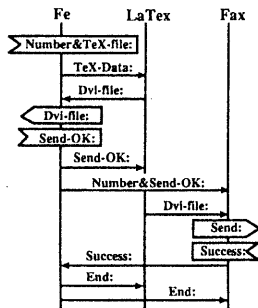 Fe LaTex Fax
Number&TeX-file:
TeX-Data:
Dvi-file:
Dvi-file:
Send-OK:
Send-OK:
Number&Send-OK:
Dvi-file:
Send:
Success:
Success:
End:
End: